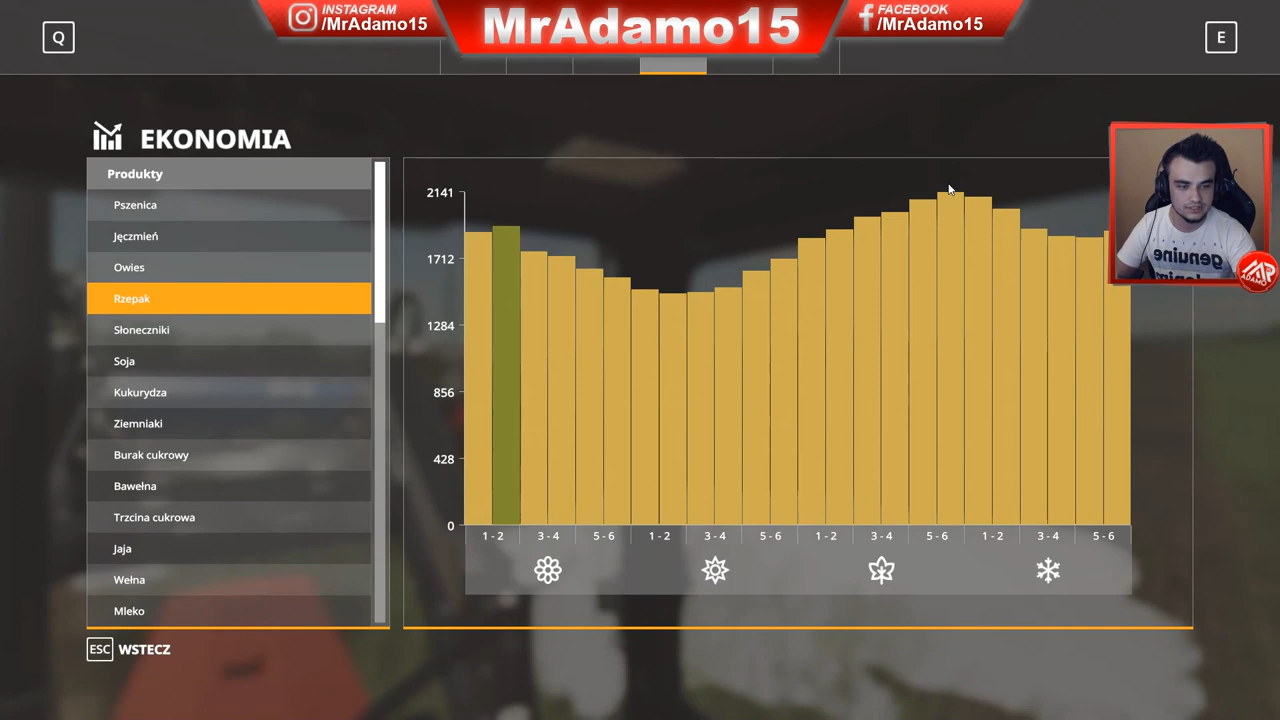 INSTAGRAM
/MrAdamo15
MrAdamo15
FACEBOOK
/MrAdamo15
Q
E
EKONOMIA
Produkty
Pszenica
Jęczmień
Owies
Rzepak
Słoneczniki
Soja
Kukurydza
Ziemniaki
Burak cukrowy
Bawełna
Trzcina cukrowa
Jaja
Wełna
Mleko
2141
1712
1284
856
428
0
1 - 2 3 - 4 5 - 6 1 - 2 3 - 4 5 - 6 1 - 2 3 - 4 5 - 6 1 - 2 3 - 4 5 - 6
genuine
ADAMO
ESC WSTECZ